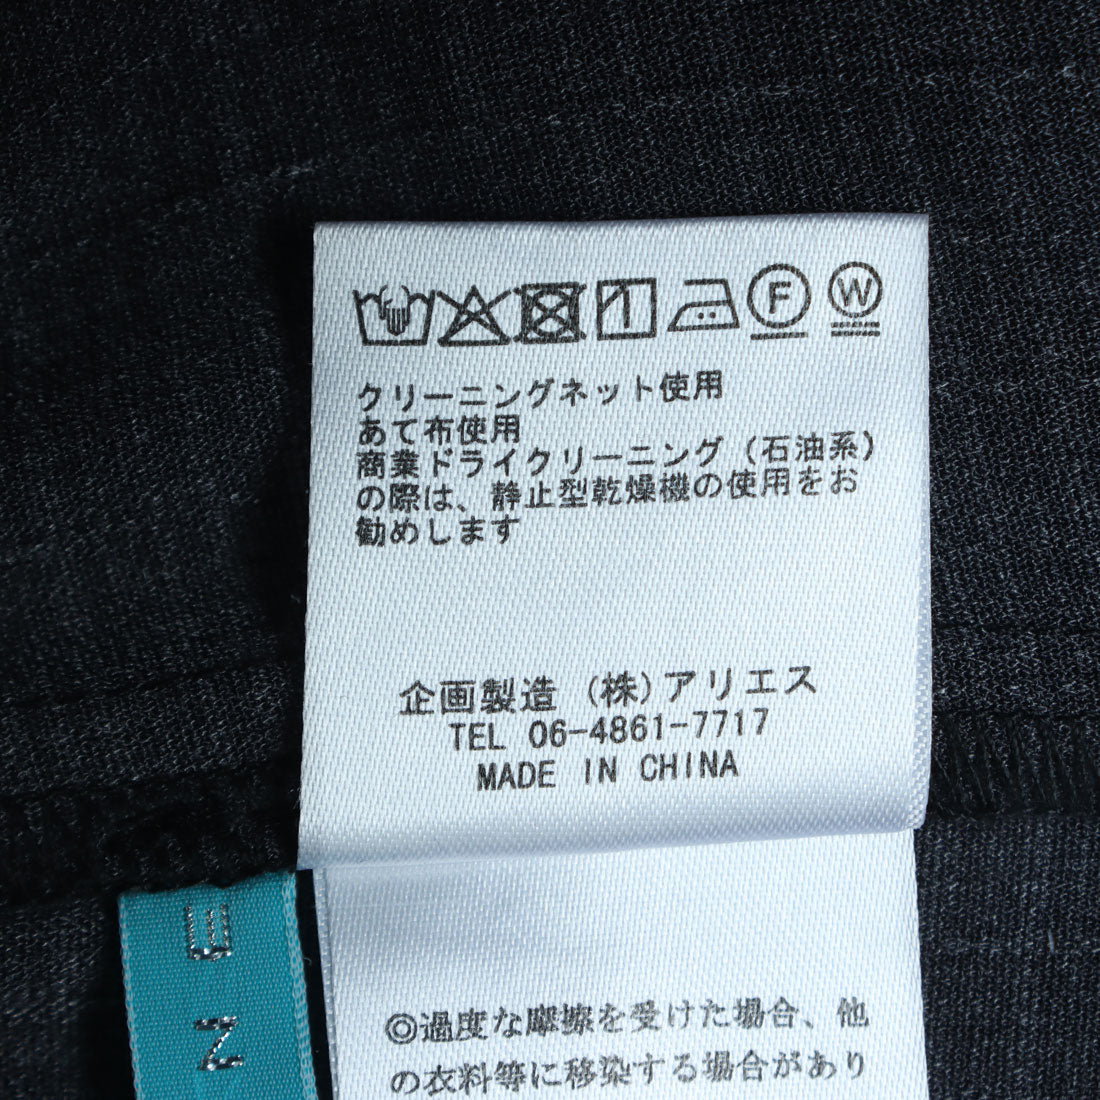 F W
クリーニングネット使用
あて布使用
商業ドライクリーニング（石油系）
の際は、静止型乾燥機の使用をお
勧めします
企画製造 (株)アリエス
TEL 06-4861-7717
MADE IN CHINA
E
N
◎過度な摩擦を受けた場合、他
の衣料等に移染する場合があり